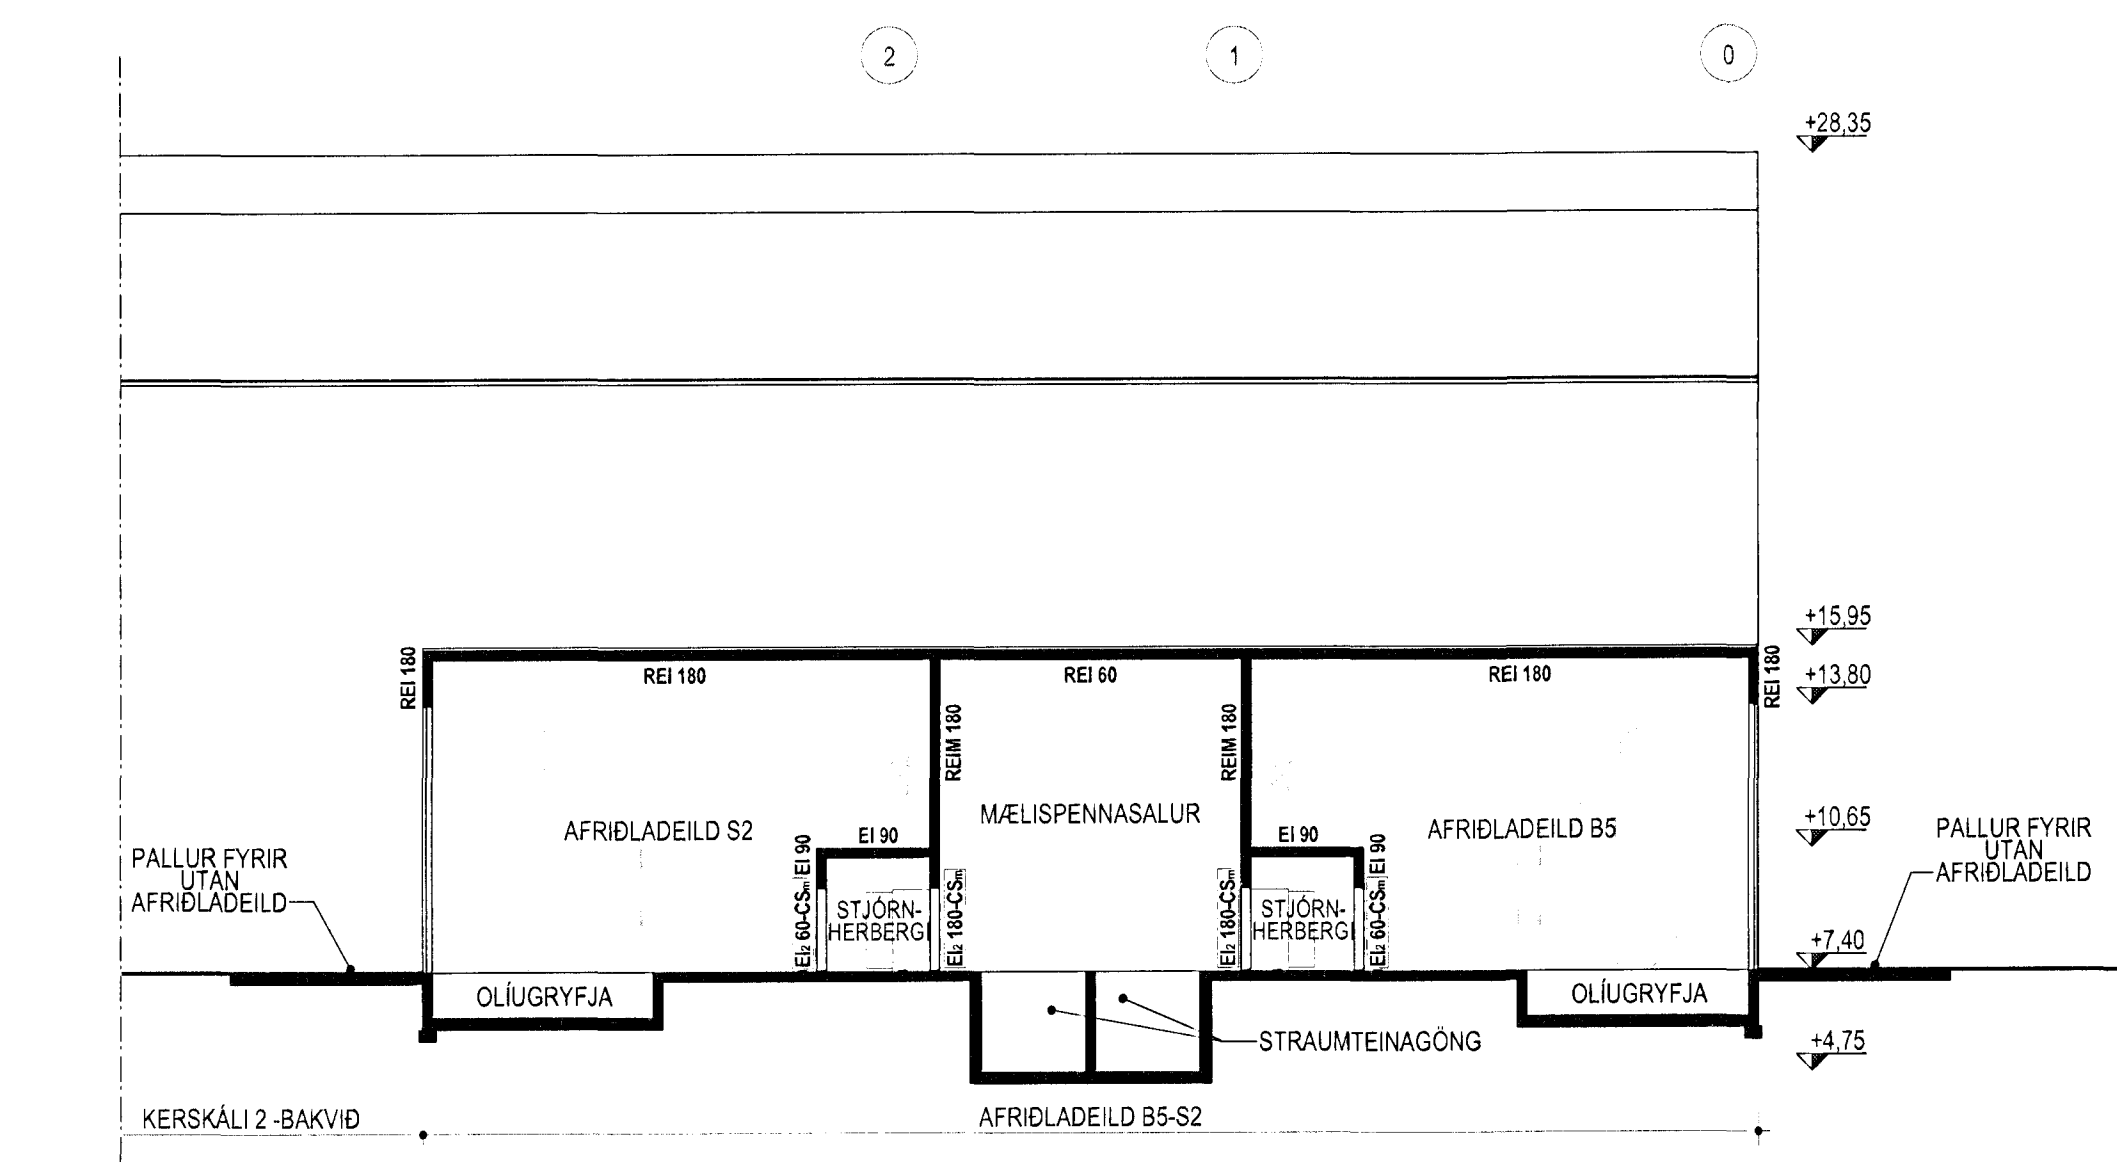 2
1
0
+28,35
+15,95
REI 180
REI 180
REI 60
REI 180
REI 180
+13,80
REIM 180
REIM 180
MÆLISPENNASALUR
+10,65
AFRIÐLADEILD S2
AFRIÐLADEILD B5
EI 90
EI 90
EI 90
EI 90
PALLUR FYRIR
UTAN
AFRIÐLADEILD
PALLUR FYRIR
UTAN
AFRIÐLADEILD
EI₂ 60-CSm
STJÓRN-
HERBERGI
EI₂ 180-CSm
EI₂ 180-CSm
STJÓRN-
HERBERGI
EI₂ 60-CSm
+7,40
OLÍUGRYFJA
OLÍUGRYFJA
STRAUMTEINAGÖNG
+4,75
KERSKÁLI 2 -BAKVIÐ
AFRIÐLADEILD B5-S2